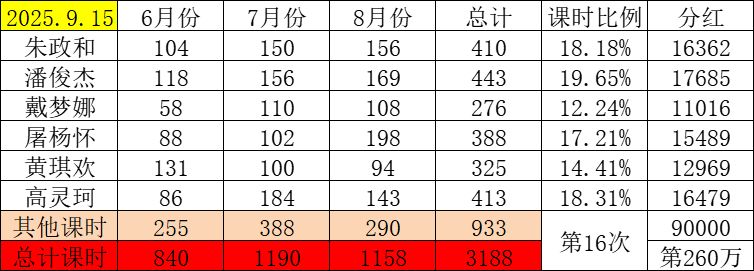 2025.9.15 6月份 7月份 8月份 总计 课时比例 分红
朱政和 104 150 156 410 18.18% 16362
潘俊杰 118 156 169 443 19.65% 17685
戴梦娜 58 110 108 276 12.24% 11016
屠杨怀 88 102 198 388 17.21% 15489
黄琪欢 131 100 94 325 14.41% 12969
高灵珂 86 184 143 413 18.31% 16479
其他课时 255 388 290 933 第16次 90000
总计课时 840 1190 1158 3188 第260万